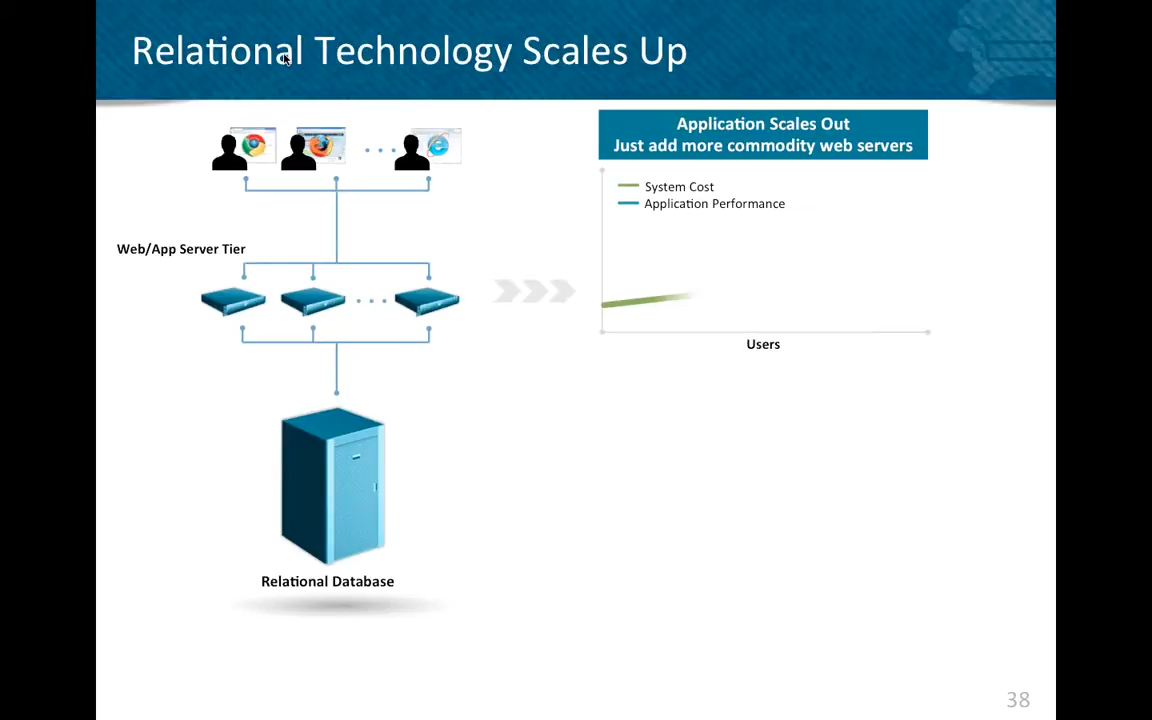 Relational Technology Scales Up
Application Scales Out
Just add more commodity web servers
System Cost
Application Performance
Web/App Server Tier
Users
Relational Database
38